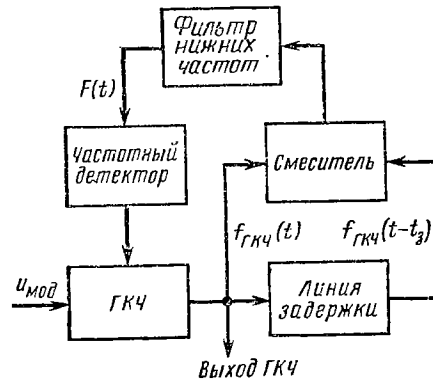 Фильтр
нижних
частот
F(t)
Частотный
детектор
Смеситель
f_ГКЧ(t)
f_ГКЧ(t-t_з)
u_мод
ГКЧ
Линия
задержки
Выход ГКЧ